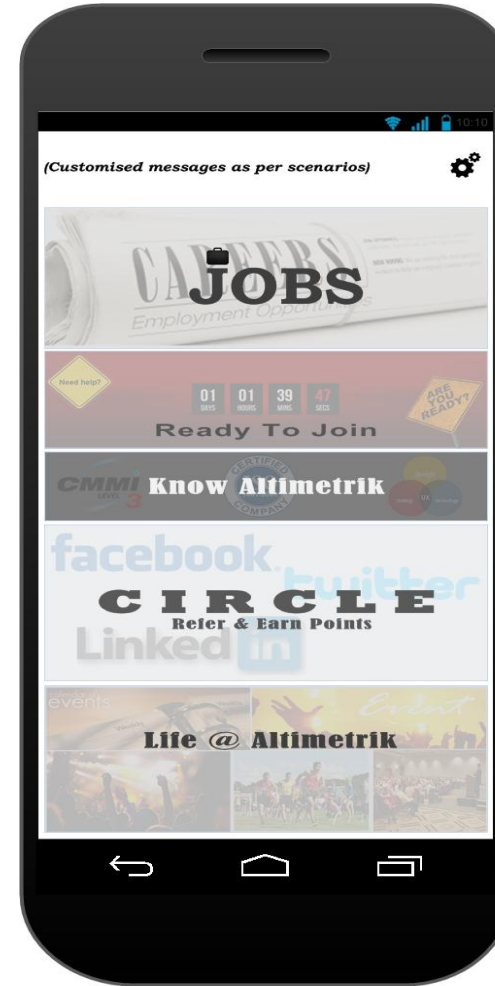 10:10
(Customised messages as per scenarios)
CAREERS
JOBS
Employment Opportunities
Need help?
01 01 39 47
DAYS HOURS MINS SECS
ARE YOU READY?
Ready To Join
CERTIFIED
CMMI Know Altimetrik
LEVEL 3
UX
COMPANY
facebook
twitter
CIRCLE
Refer & Earn Points
Linked in
events
Event
Life @ Altimetrik